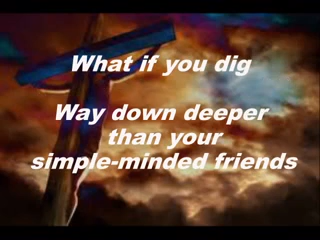 What if you dig
Way down deeper
than your
simple-minded friends